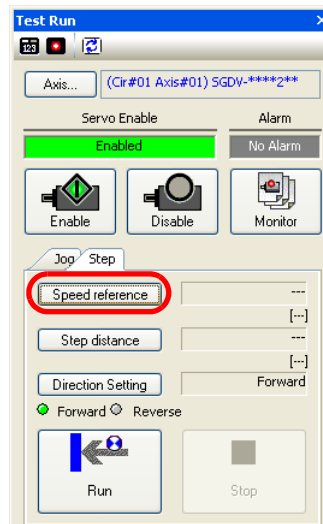 Test Run
123
Axis... (Cir#01 Axis#01) SGDV-****2**
Servo Enable Alarm
Enabled No Alarm
Enable Disable Monitor
Jog Step
Speed reference ---
[---]
Step distance ---
[---]
Direction Setting Forward
Forward Reverse
Run Stop